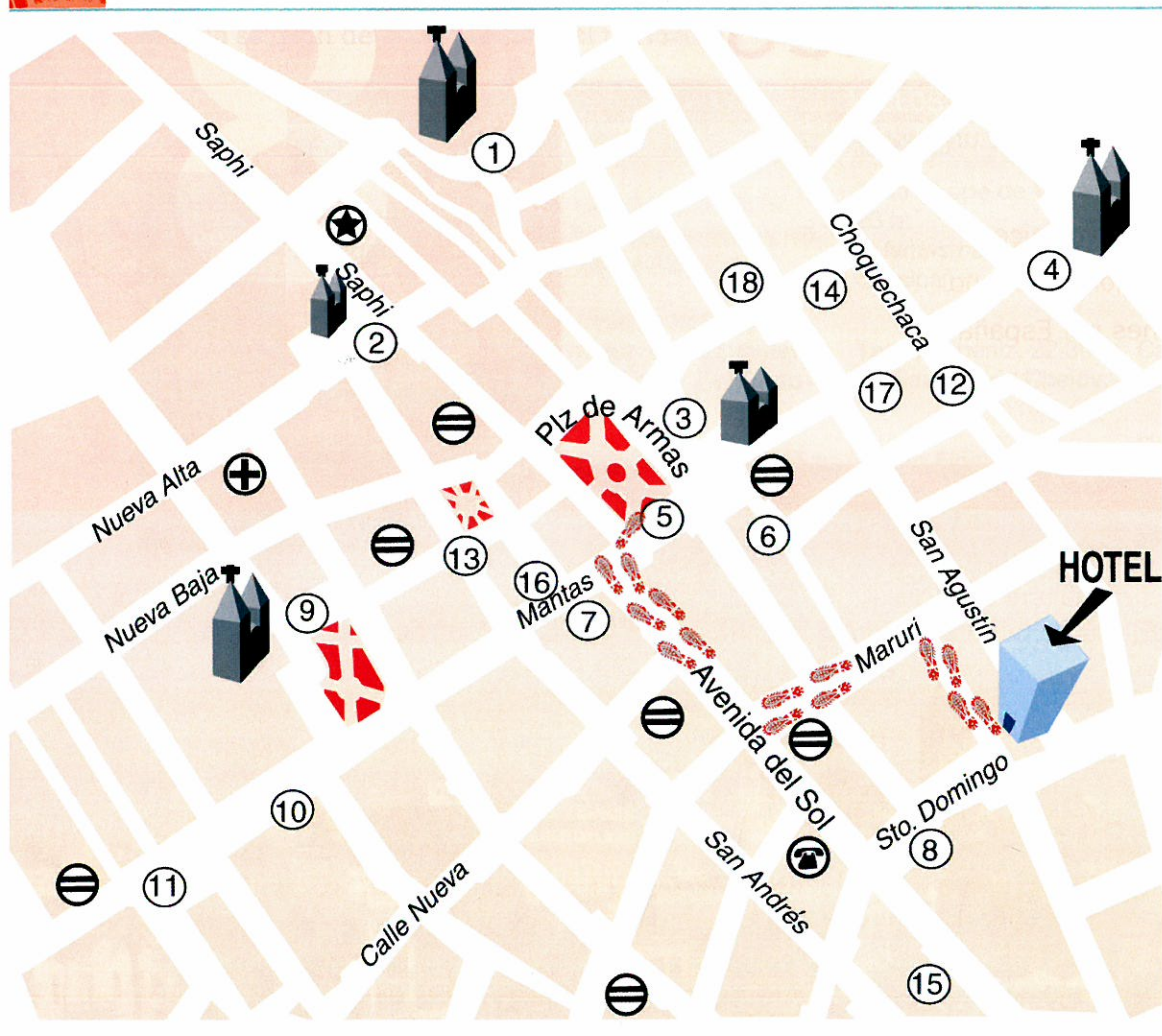 1
Saphi
4
Choquechaca
18
14
Saphi
2
17
12
3
Plz de Armas
Nueva Alta
5
6
San Agustín
13
HOTEL
16
Mantas
7
Nueva Baja
9
Maruri
Avenida del Sol
10
Sto. Domingo
8
San Andrés
11
Calle Nueva
15